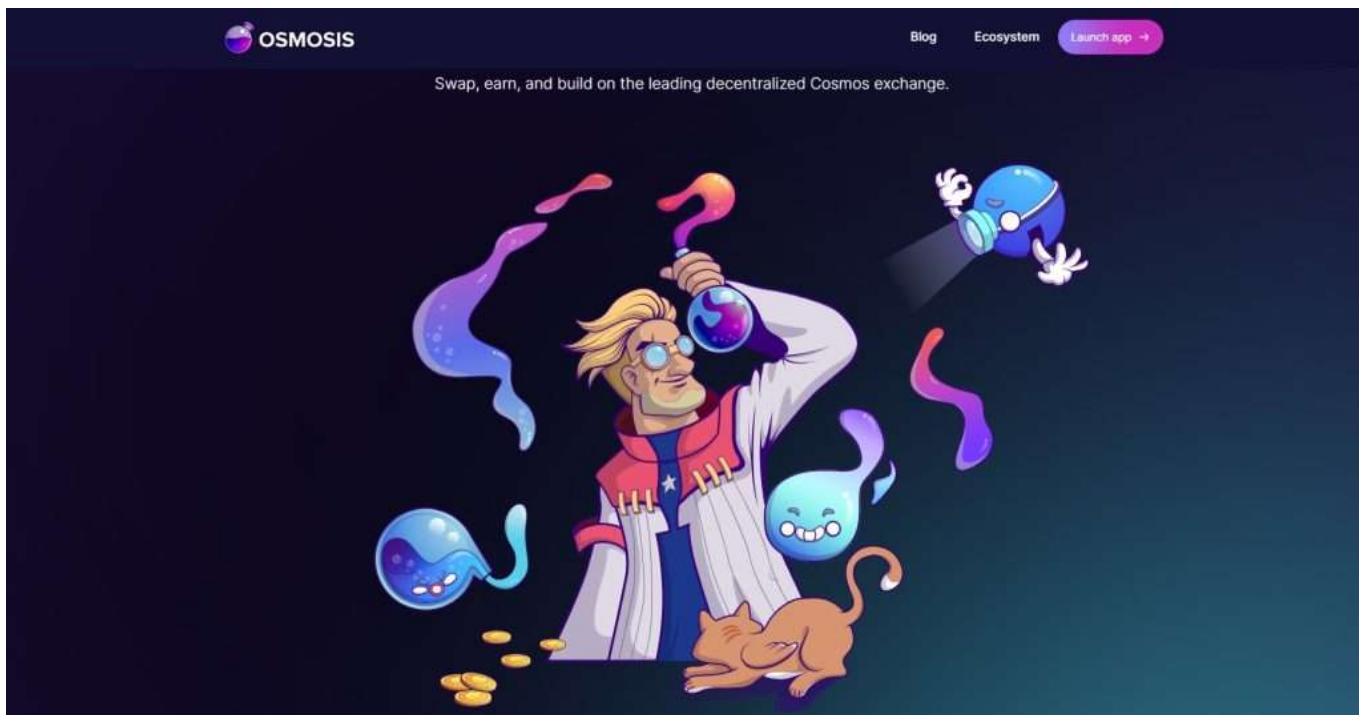 OSMOSIS
Blog
Ecosystem
Launch app →
Swap, earn, and build on the leading decentralized Cosmos exchange.